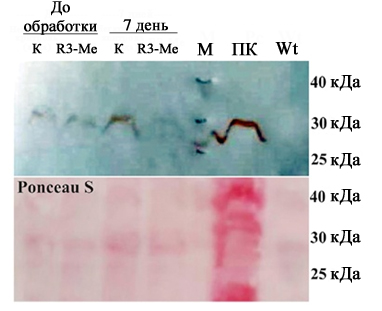 До обработки
7 день
К R3-Me К R3-Me М ПК Wt
40 кДа
30 кДа
25 кДа
Ponceau S
40 кДа
30 кДа
25 кДа